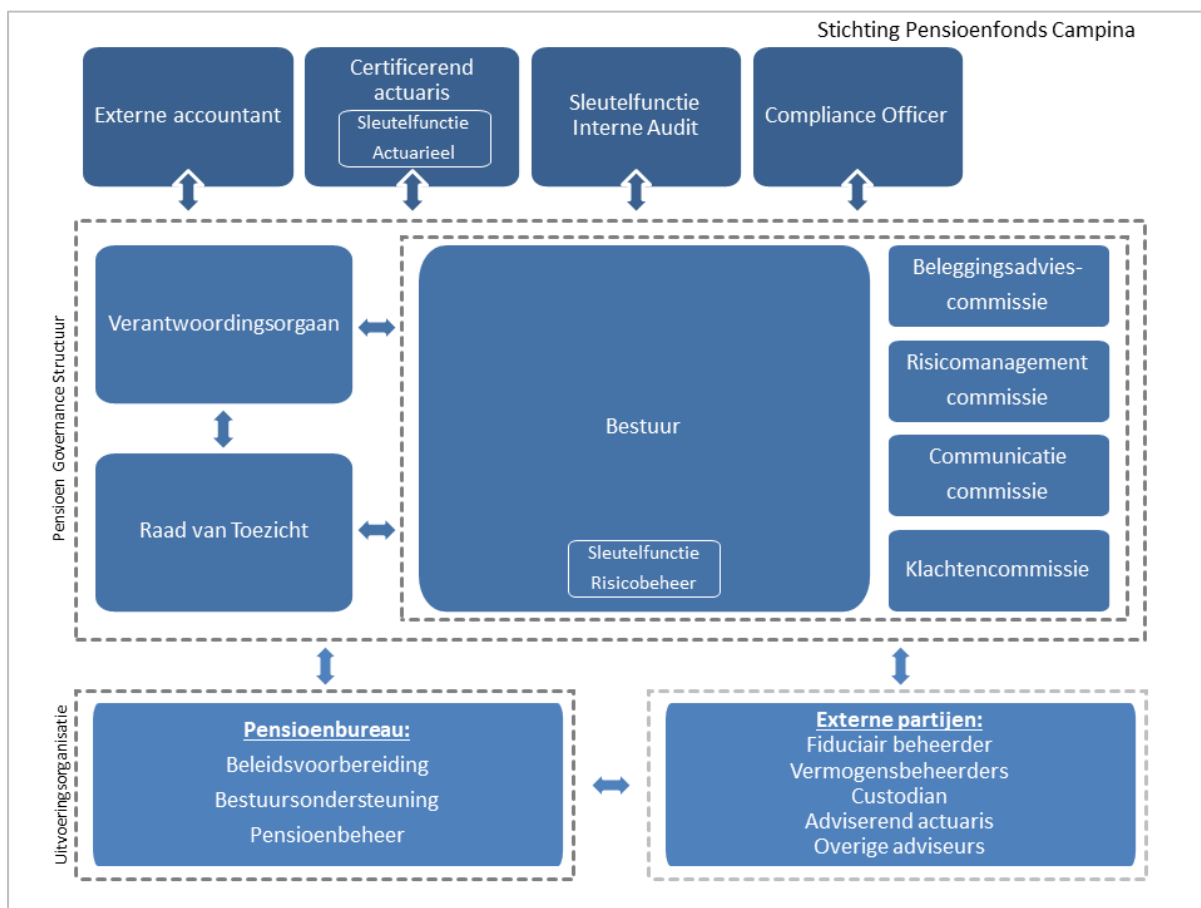 Stichting Pensioenfonds Campina
Externe accountant
Certificerend
actuaris
Sleutelfunctie
Actuarieel
Sleutelfunctie
Interne Audit
Compliance Officer
Pensioen Governance Structuur
Verantwoordingsorgaan
Raad van Toezicht
Bestuur
Sleutelfunctie
Risicobeheer
Beleggingsadvies-
commissie
Risicomanagement
commissie
Communicatie
commissie
Klachtencommissie
Uitvoeringsorganisatie
Pensioenbureau:
Beleidsvoorbereiding
Bestuursondersteuning
Pensioenbeheer
Externe partijen:
Fiduciair beheerder
Vermogensbeheerders
Custodian
Adviserend actuaris
Overige adviseurs